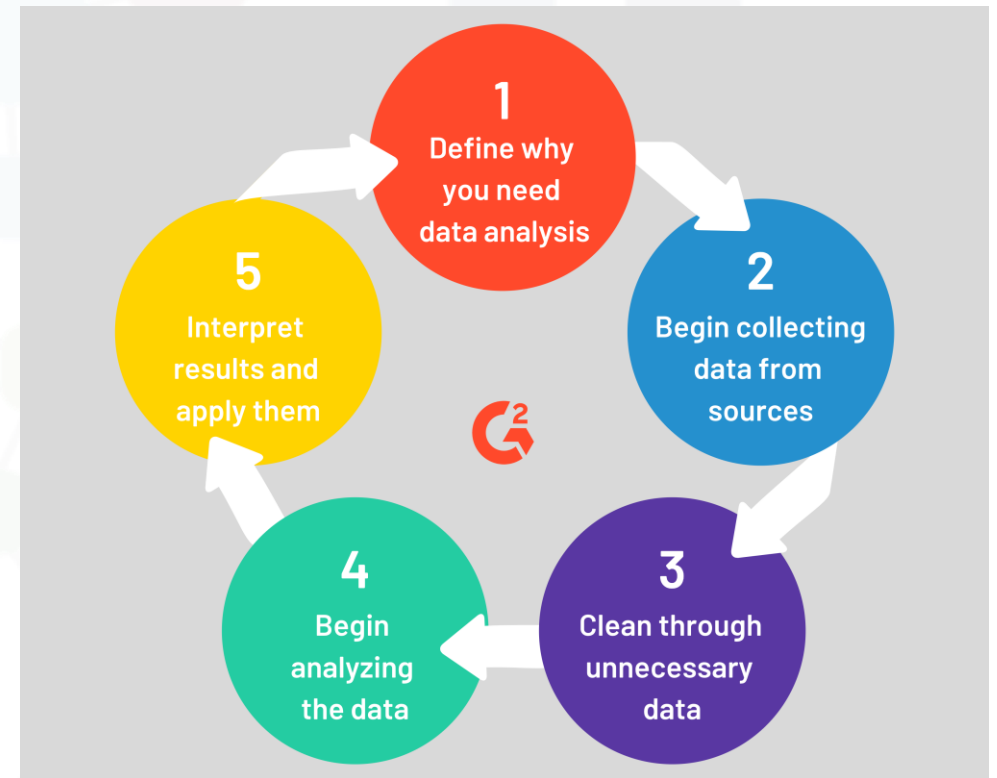 1
Define why
you need
data analysis
2
Begin collecting
data from
sources
3
Clean through
unnecessary
data
4
Begin
analyzing
the data
5
Interpret
results and
apply them
G2